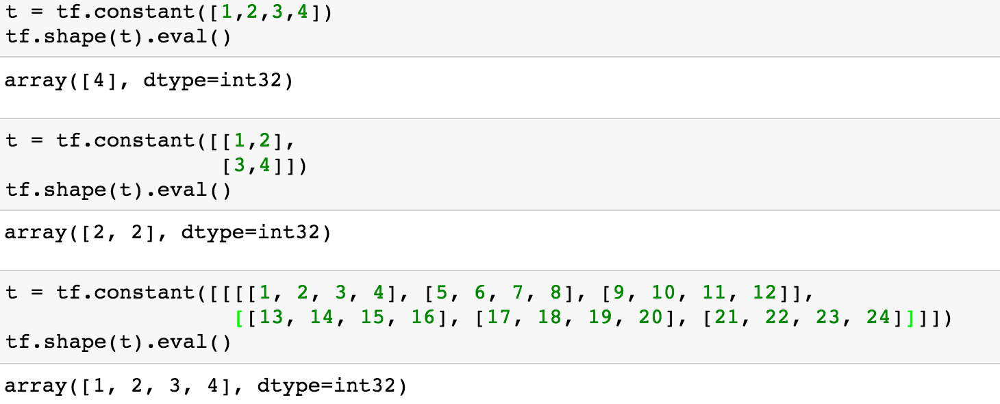 t = tf.constant([1,2,3,4])
tf.shape(t).eval()
array([4], dtype=int32)
t = tf.constant([[1,2],
                 [3,4]])
tf.shape(t).eval()
array([2, 2], dtype=int32)
t = tf.constant([[[[1, 2, 3, 4], [5, 6, 7, 8], [9, 10, 11, 12]],
                  [[13, 14, 15, 16], [17, 18, 19, 20], [21, 22, 23, 24]]]])
tf.shape(t).eval()
array([1, 2, 3, 4], dtype=int32)